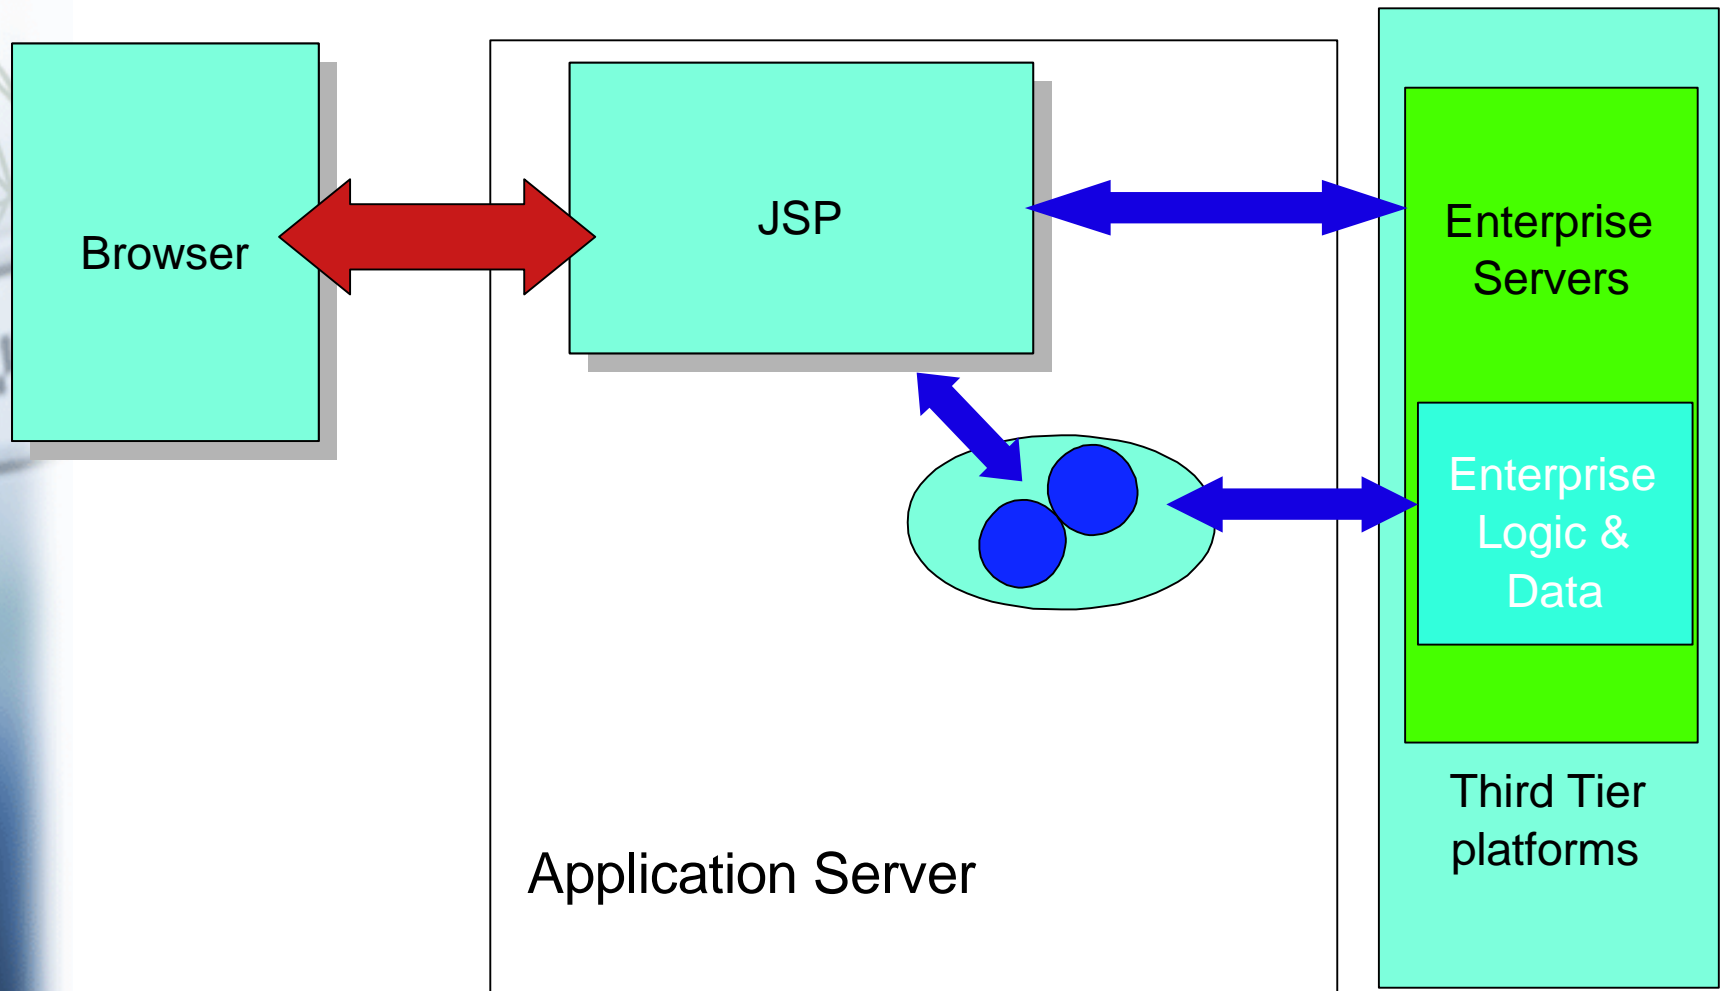 Browser
JSP
Enterprise
Servers
Enterprise
Logic &
Data
Third Tier
platforms
Application Server